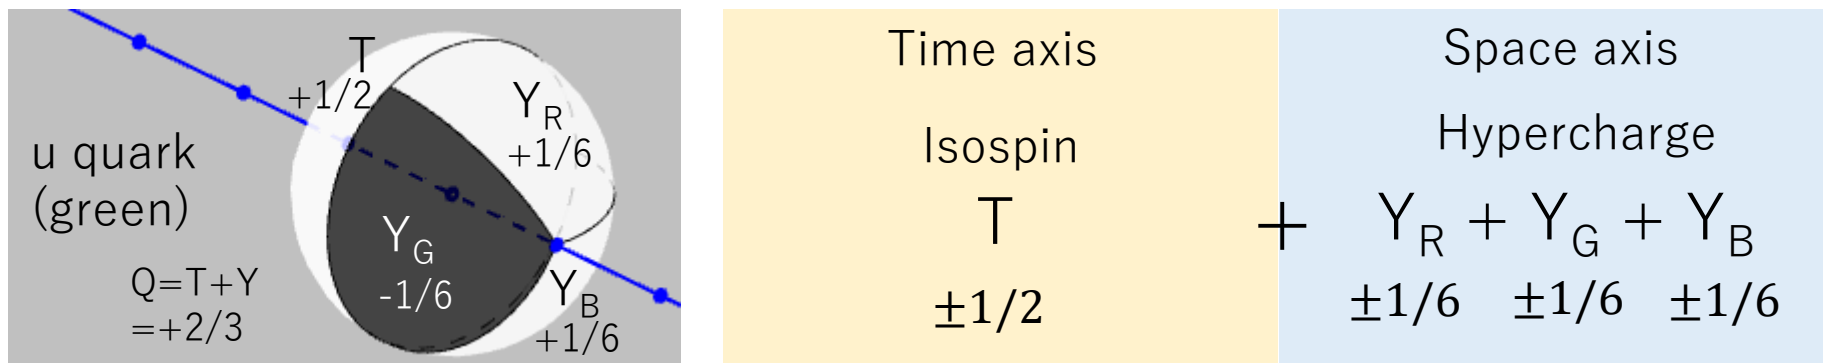 T
+1/2
Y_R
+1/6
u quark
(green)
Y_G
-1/6
Q=T+Y
=+2/3
Y_B
+1/6
Time axis
Isospin
T
±1/2
+
Space axis
Hypercharge
Y_R + Y_G + Y_B
±1/6 ±1/6 ±1/6